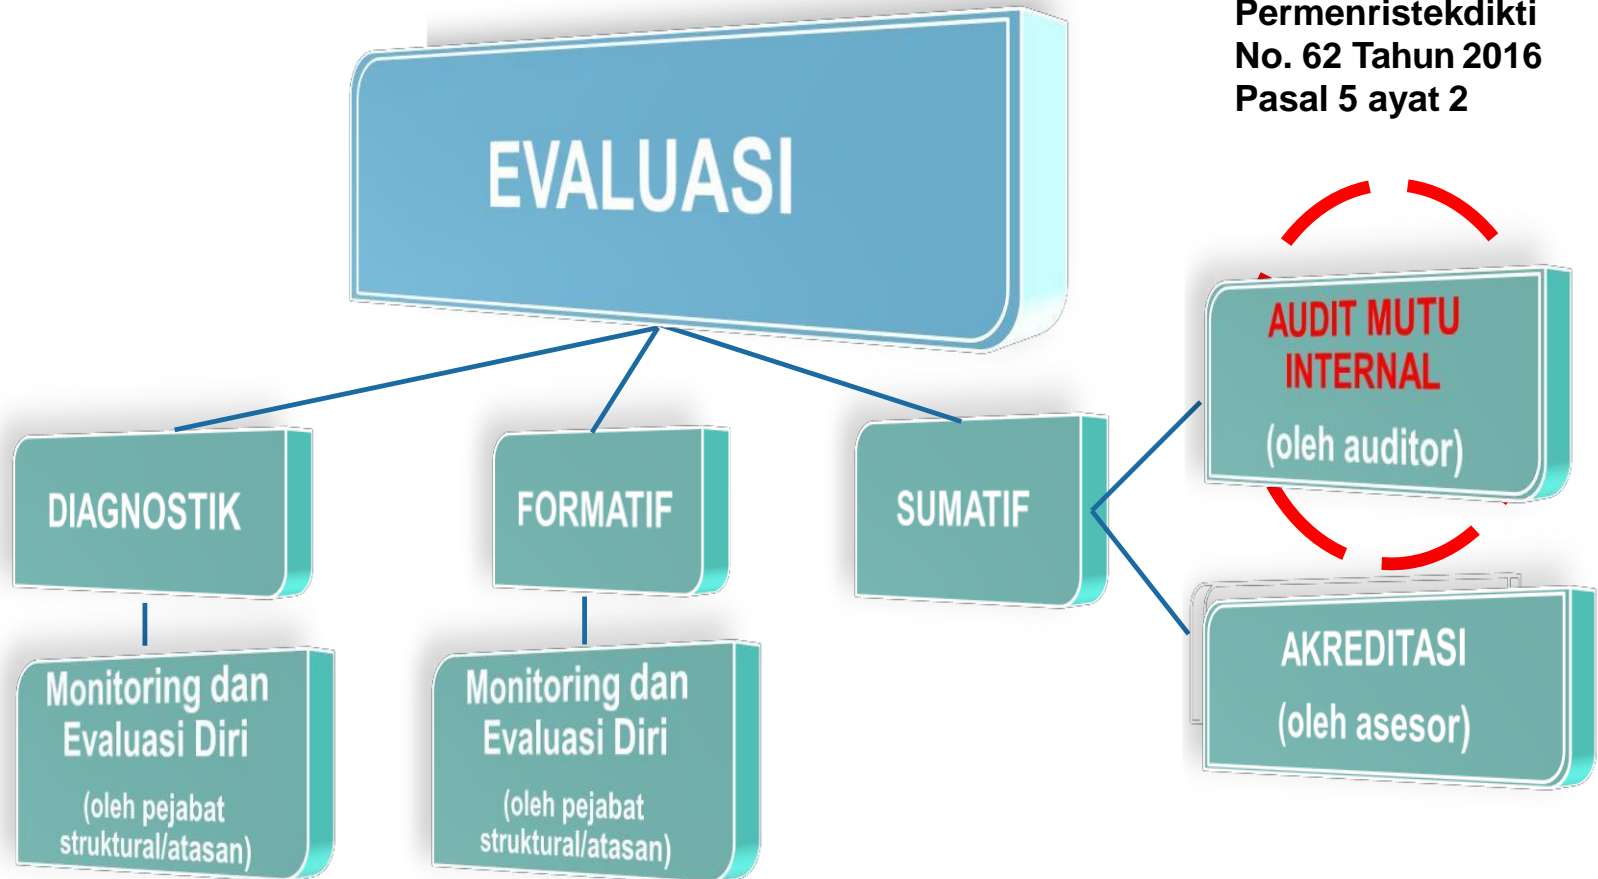 Permenristekdikti
No. 62 Tahun 2016
Pasal 5 ayat 2
EVALUASI
AUDIT MUTU
INTERNAL
(oleh auditor)
DIAGNOSTIK
FORMATIF
SUMATIF
AKREDITASI
(oleh asesor)
Monitoring dan
Evaluasi Diri
(oleh pejabat
struktural/atasan)
Monitoring dan
Evaluasi Diri
(oleh pejabat
struktural/atasan)